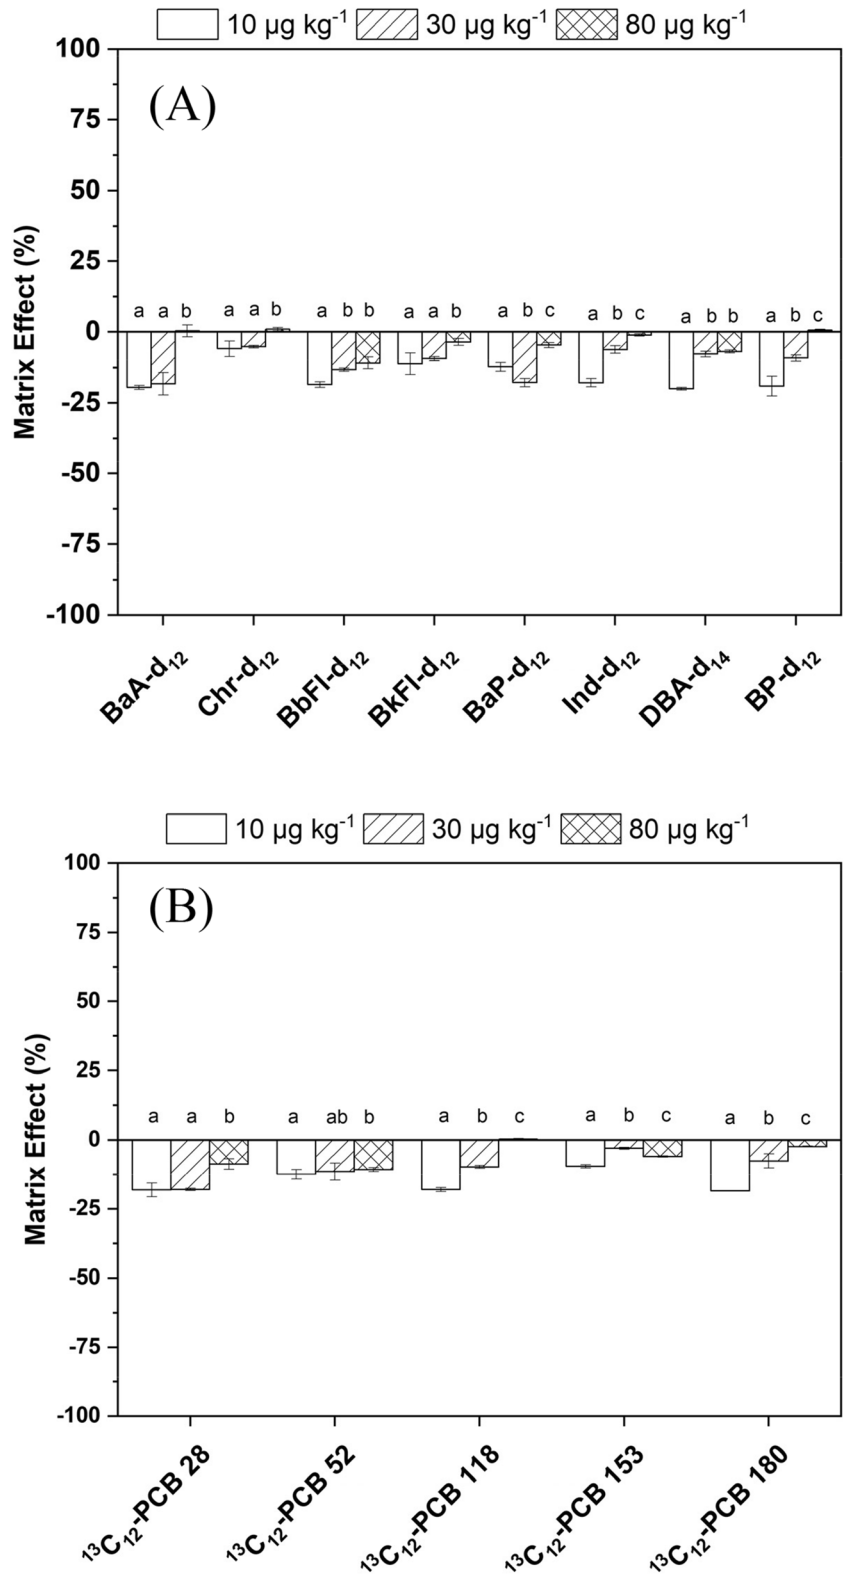 10 µg kg⁻¹ 30 µg kg⁻¹ 80 µg kg⁻¹
100
(A)
75
50
25
a a b a a b a b b a a b a b c a b c a b b a b c
0
-25
-50
-75
-100
Matrix Effect (%)
BaA-d₁₂ Chr-d₁₂ BbFl-d₁₂ BkFl-d₁₂ BaP-d₁₂ Ind-d₁₂ DBA-d₁₄ BP-d₁₂
10 µg kg⁻¹ 30 µg kg⁻¹ 80 µg kg⁻¹
100
(B)
75
50
25
a a b a ab b a b c a b c a b c
0
-25
-50
-75
-100
Matrix Effect (%)
¹³C₁₂-PCB 28 ¹³C₁₂-PCB 52 ¹³C₁₂-PCB 118 ¹³C₁₂-PCB 153 ¹³C₁₂-PCB 180